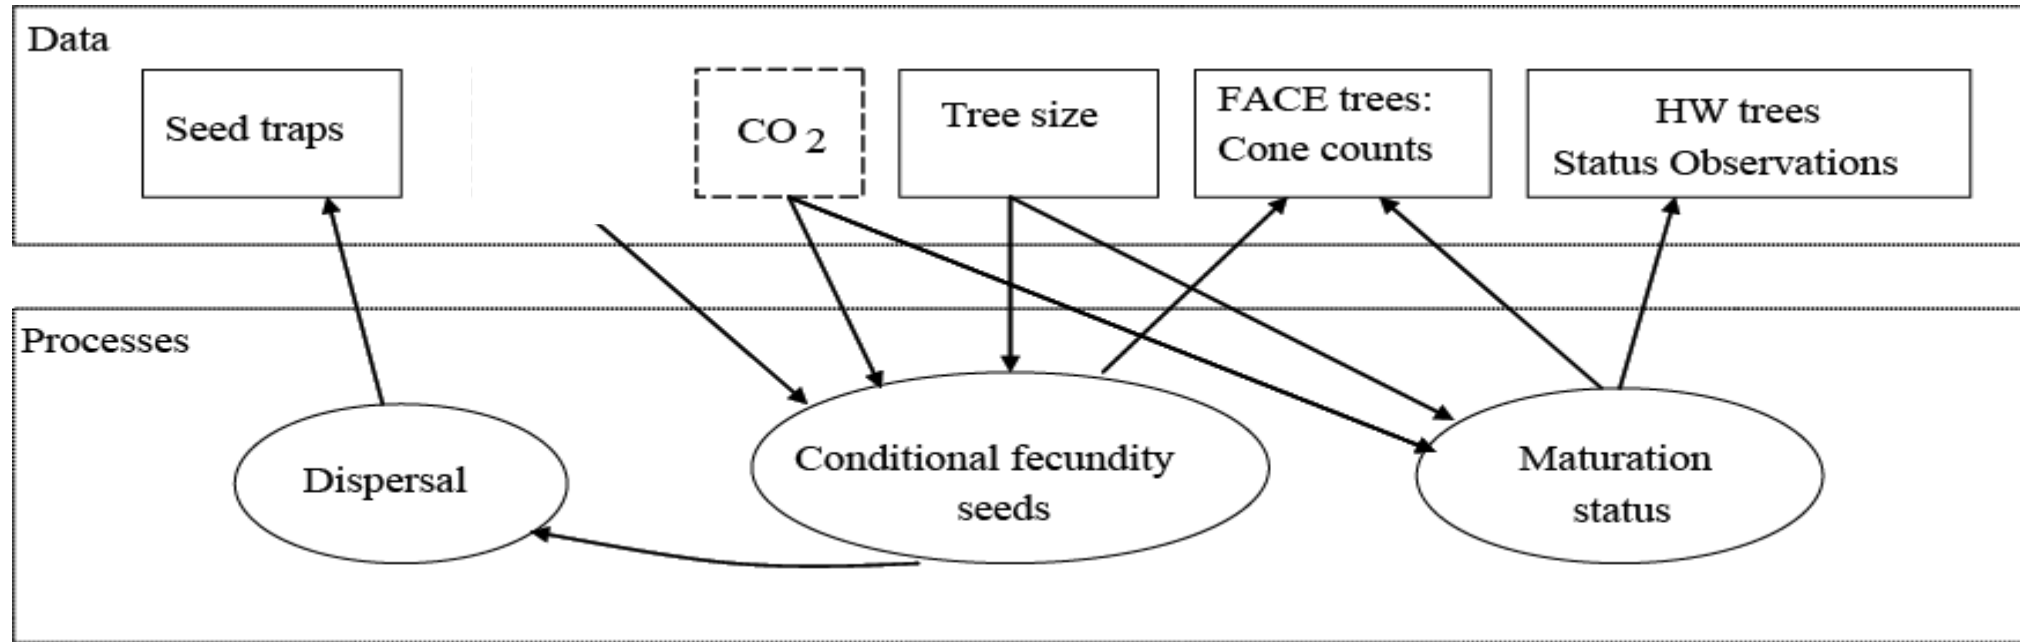 Data
Seed traps
CO 2
Tree size
FACE trees:
Cone counts
HW trees
Status Observations
Processes
Dispersal
Conditional fecundity
seeds
Maturation
status